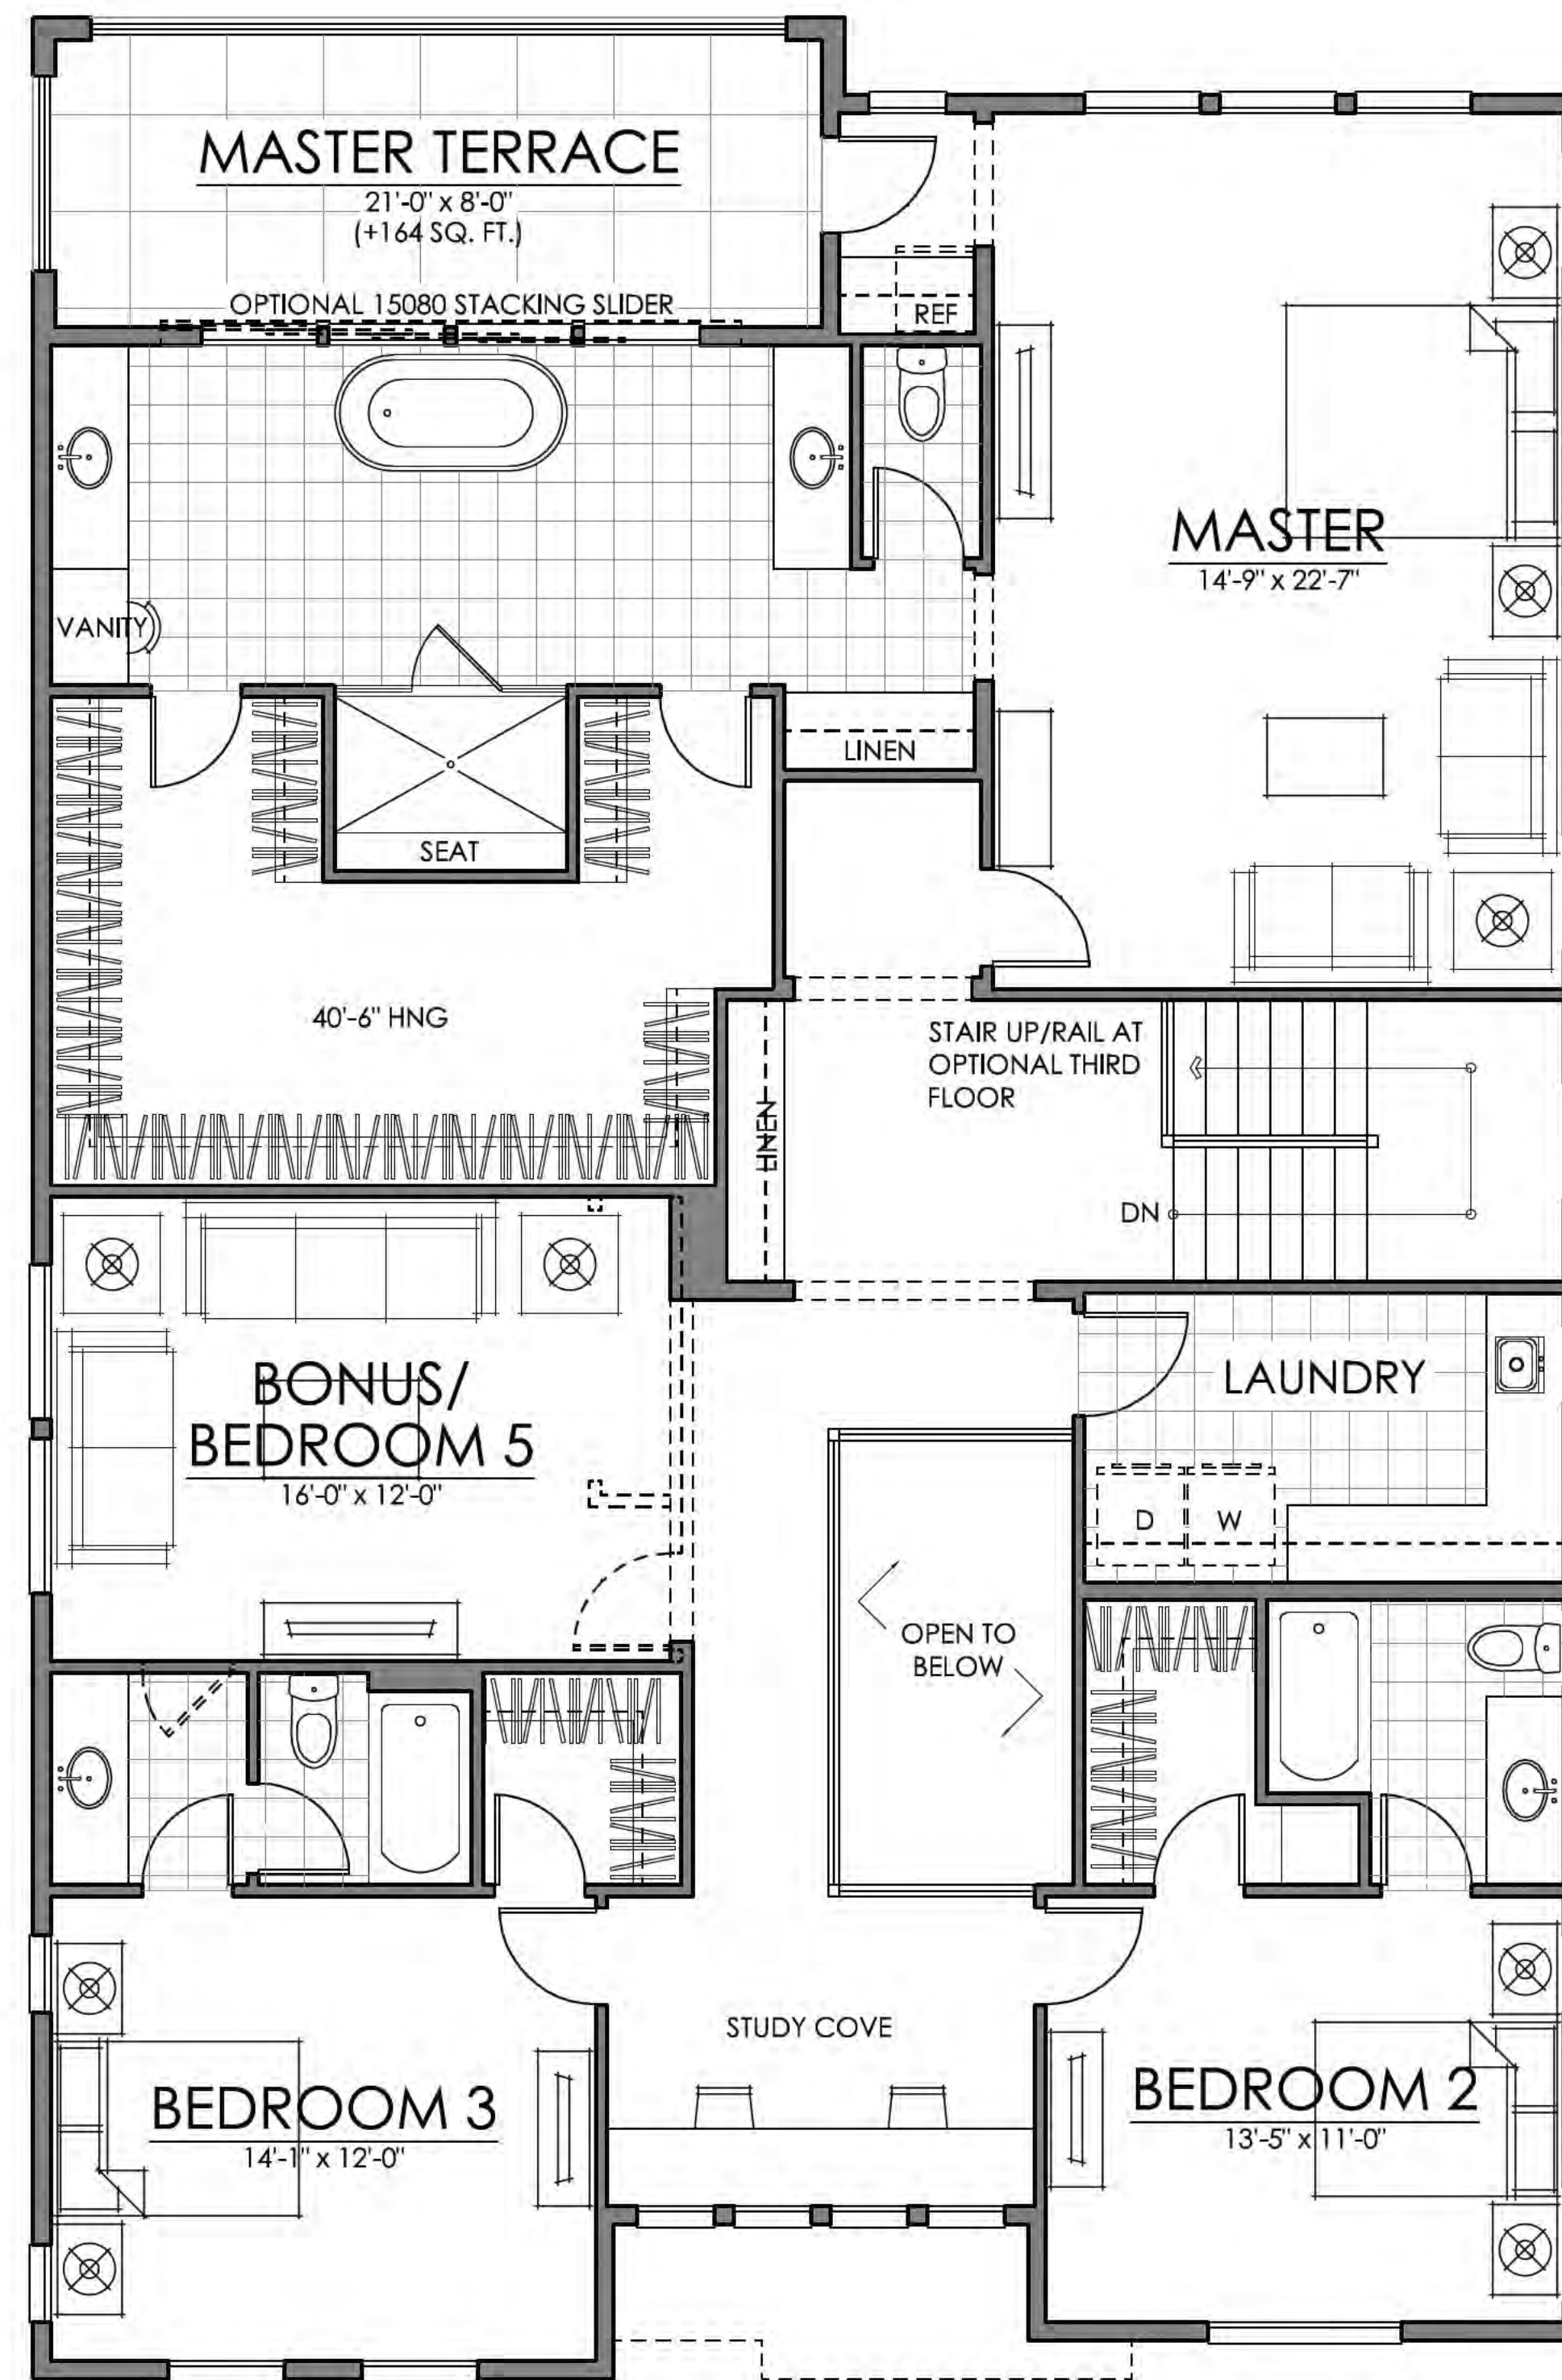 MASTER TERRACE
21'-0" x 8'-0"
(+164 SQ. FT.)
OPTIONAL 15080 STACKING SLIDER
REF
MASTER
14'-9" x 22'-7"
VANITY
LINEN
SEAT
40'-6" HNG
STAIR UP/RAIL AT
OPTIONAL THIRD
FLOOR
LINEN
DN
BONUS/
BEDROOM 5
16'-0" x 12'-0"
LAUNDRY
D
W
OPEN TO
BELOW
STUDY COVE
BEDROOM 3
14'-1" x 12'-0"
BEDROOM 2
13'-5" x 11'-0"